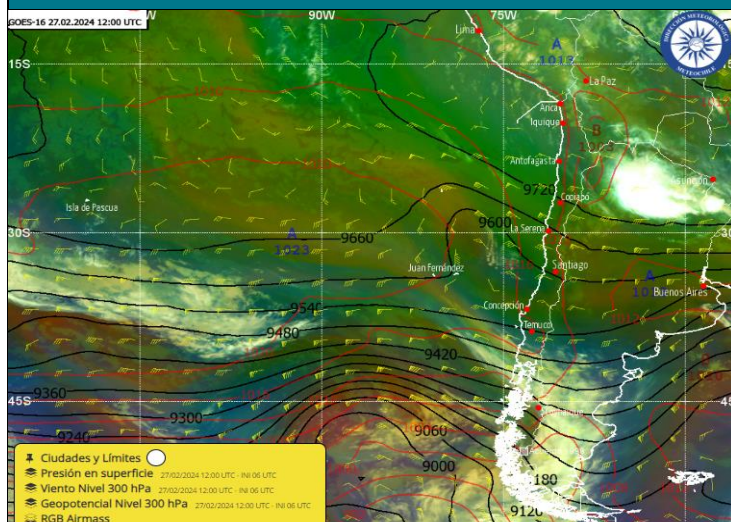 GOES-16 27.02.2024 12:00 UTC
90W
75W
DIRECCIÓN METEOROLÓGICA
METEOCHILE
Lima
A
15S
La Paz
1016
Arica
Iquique
B
Antofagasta
9720
Asunción
Copiapó
Isla de Pascua
9600
La Serena
30S
A
1023
9660
Juan Fernández
Santiago
A
Buenos Aires
9540
Concepción
1012
Temuco
9480
9420
9360
45S
9300
9060
9240
9000
180
9120
Ciudades y Límites
Presión en superficie 27/02/2024 12:00 UTC - INI 06 UTC
Viento Nivel 300 hPa 27/02/2024 12:00 UTC - INI 06 UTC
Geopotencial Nivel 300 hPa 27/02/2024 12:00 UTC - INI 06 UTC
RGB Airmass